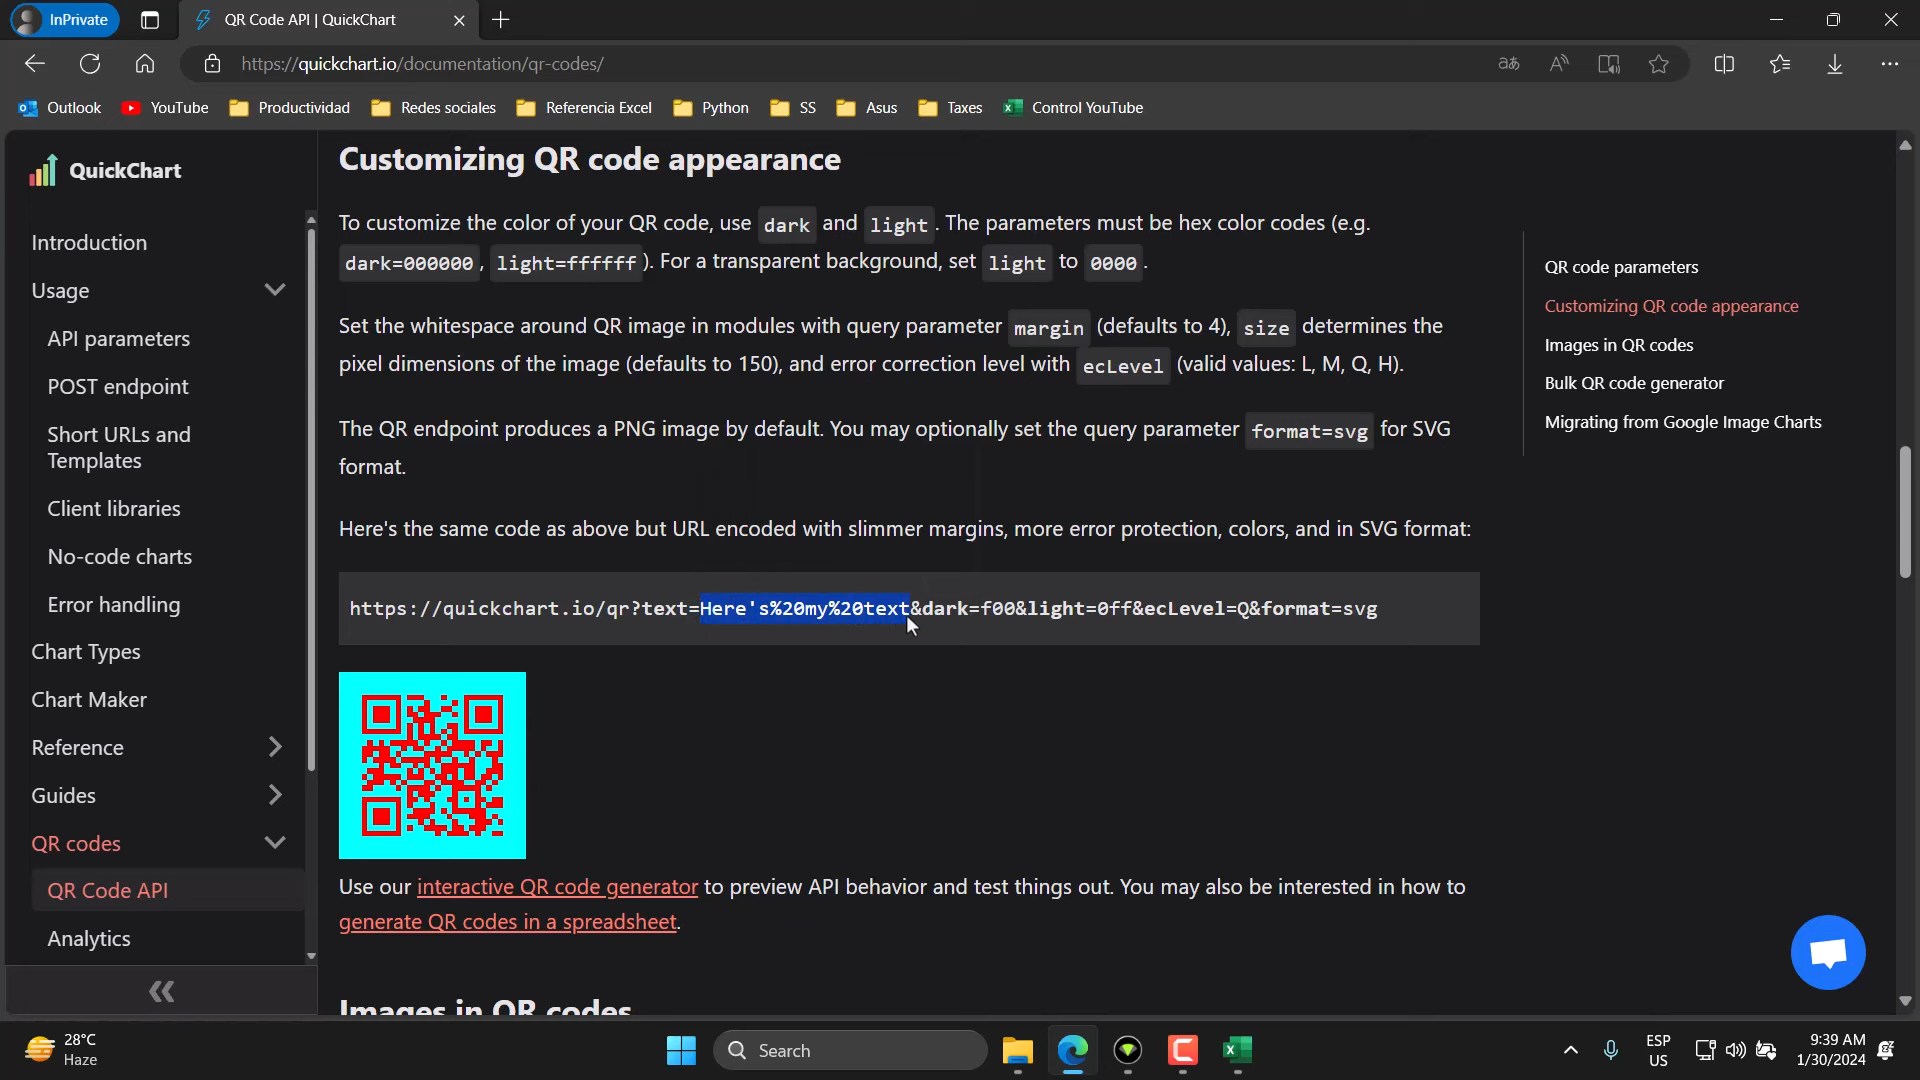 InPrivate
QR Code API | QuickChart
https://quickchart.io/documentation/qr-codes/
Outlook
YouTube
Productividad
Redes sociales
Referencia Excel
Python
SS
Asus
Taxes
Control YouTube
QuickChart
Introduction
Usage
API parameters
POST endpoint
Short URLs and
Templates
Client libraries
No-code charts
Error handling
Chart Types
Chart Maker
Reference
Guides
QR codes
QR Code API
Analytics
Customizing QR code appearance
To customize the color of your QR code, use dark and light. The parameters must be hex color codes (e.g.
dark=000000, light=ffffff). For a transparent background, set light to 0000.
Set the whitespace around QR image in modules with query parameter margin (defaults to 4), size determines the
pixel dimensions of the image (defaults to 150), and error correction level with ecLevel (valid values: L, M, Q, H).
The QR endpoint produces a PNG image by default. You may optionally set the query parameter format=svg for SVG
format.
Here's the same code as above but URL encoded with slimmer margins, more error protection, colors, and in SVG format:
https://quickchart.io/qr?text=Here's%20my%20text&dark=f00&light=0ff&ecLevel=Q&format=svg
Use our interactive QR code generator to preview API behavior and test things out. You may also be interested in how to
generate QR codes in a spreadsheet.
Images in QR codes
QR code parameters
Customizing QR code appearance
Images in QR codes
Bulk QR code generator
Migrating from Google Image Charts
28°C
Haze
Search
ESP
US
9:39 AM
1/30/2024